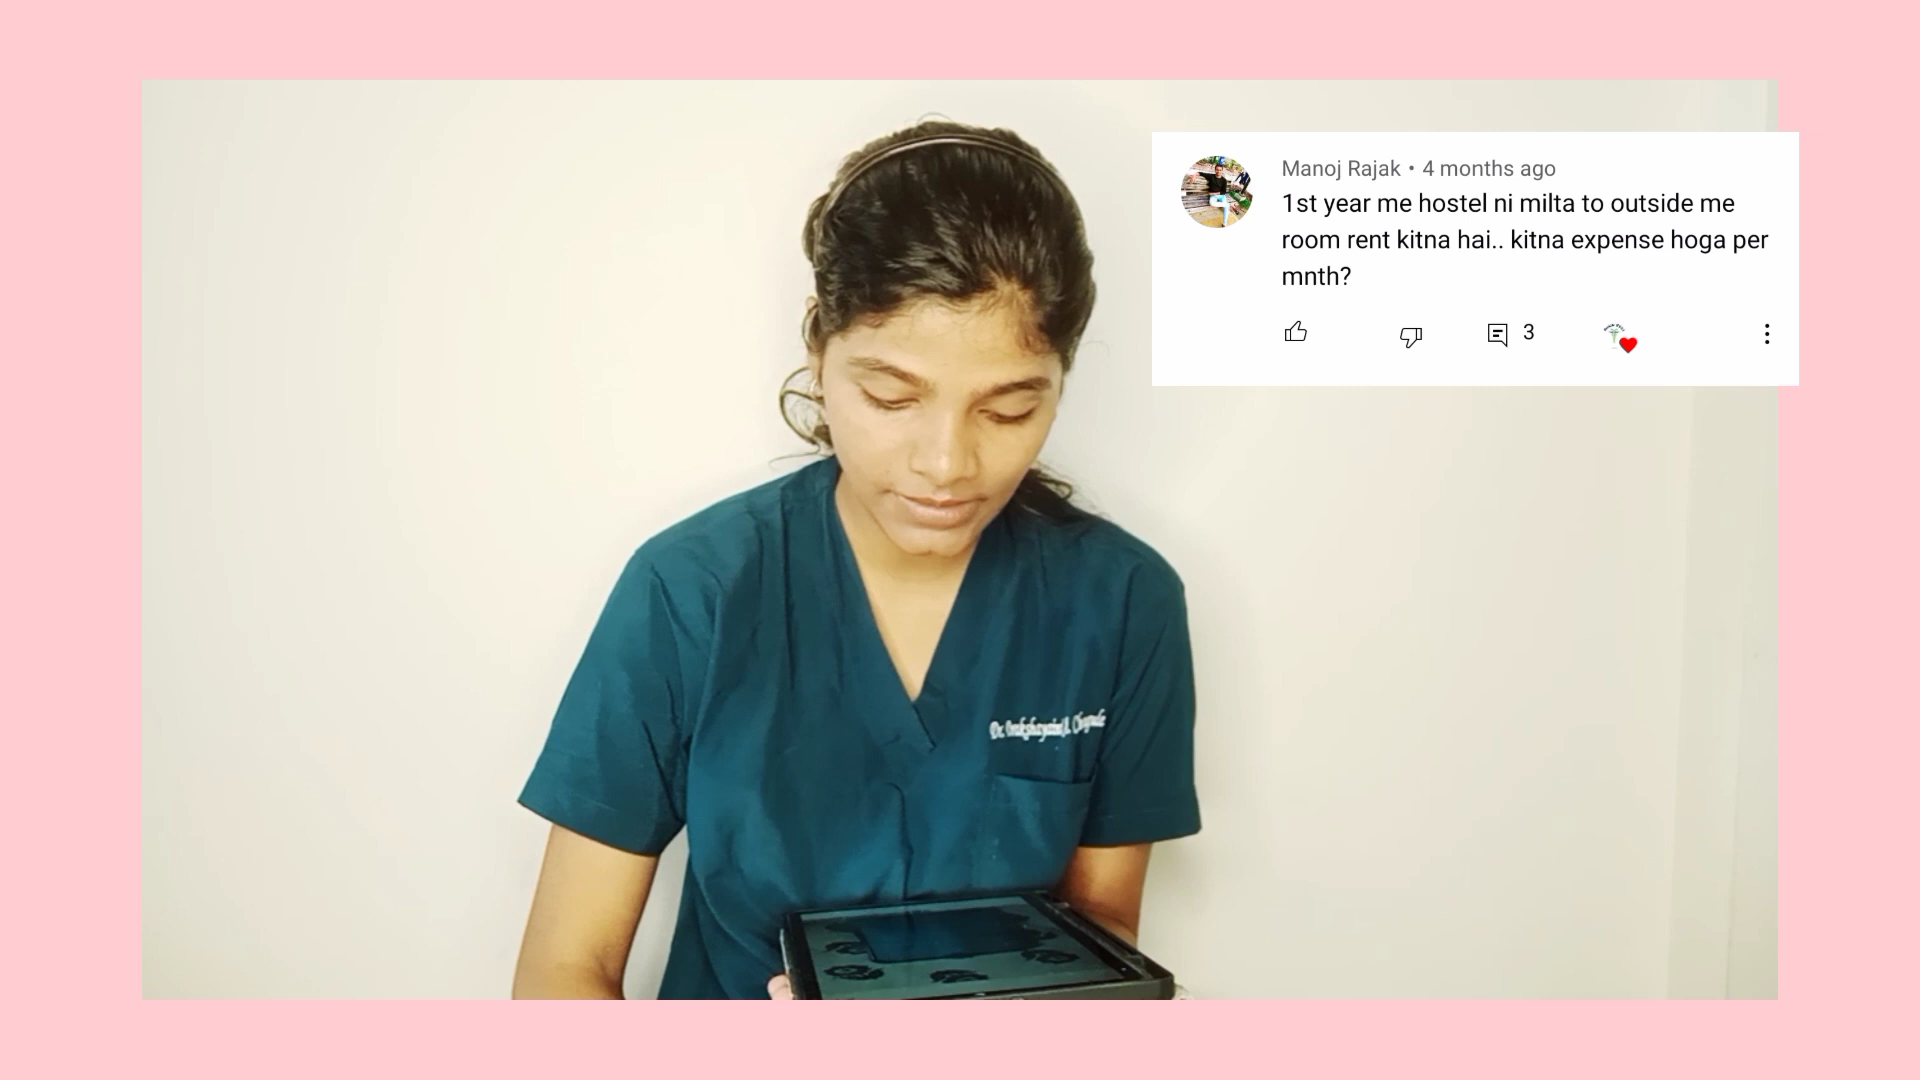 Manoj Rajak • 4 months ago
1st year me hostel ni milta to outside me
room rent kitna hai.. kitna expense hoga per
mnth?
3
Dr.